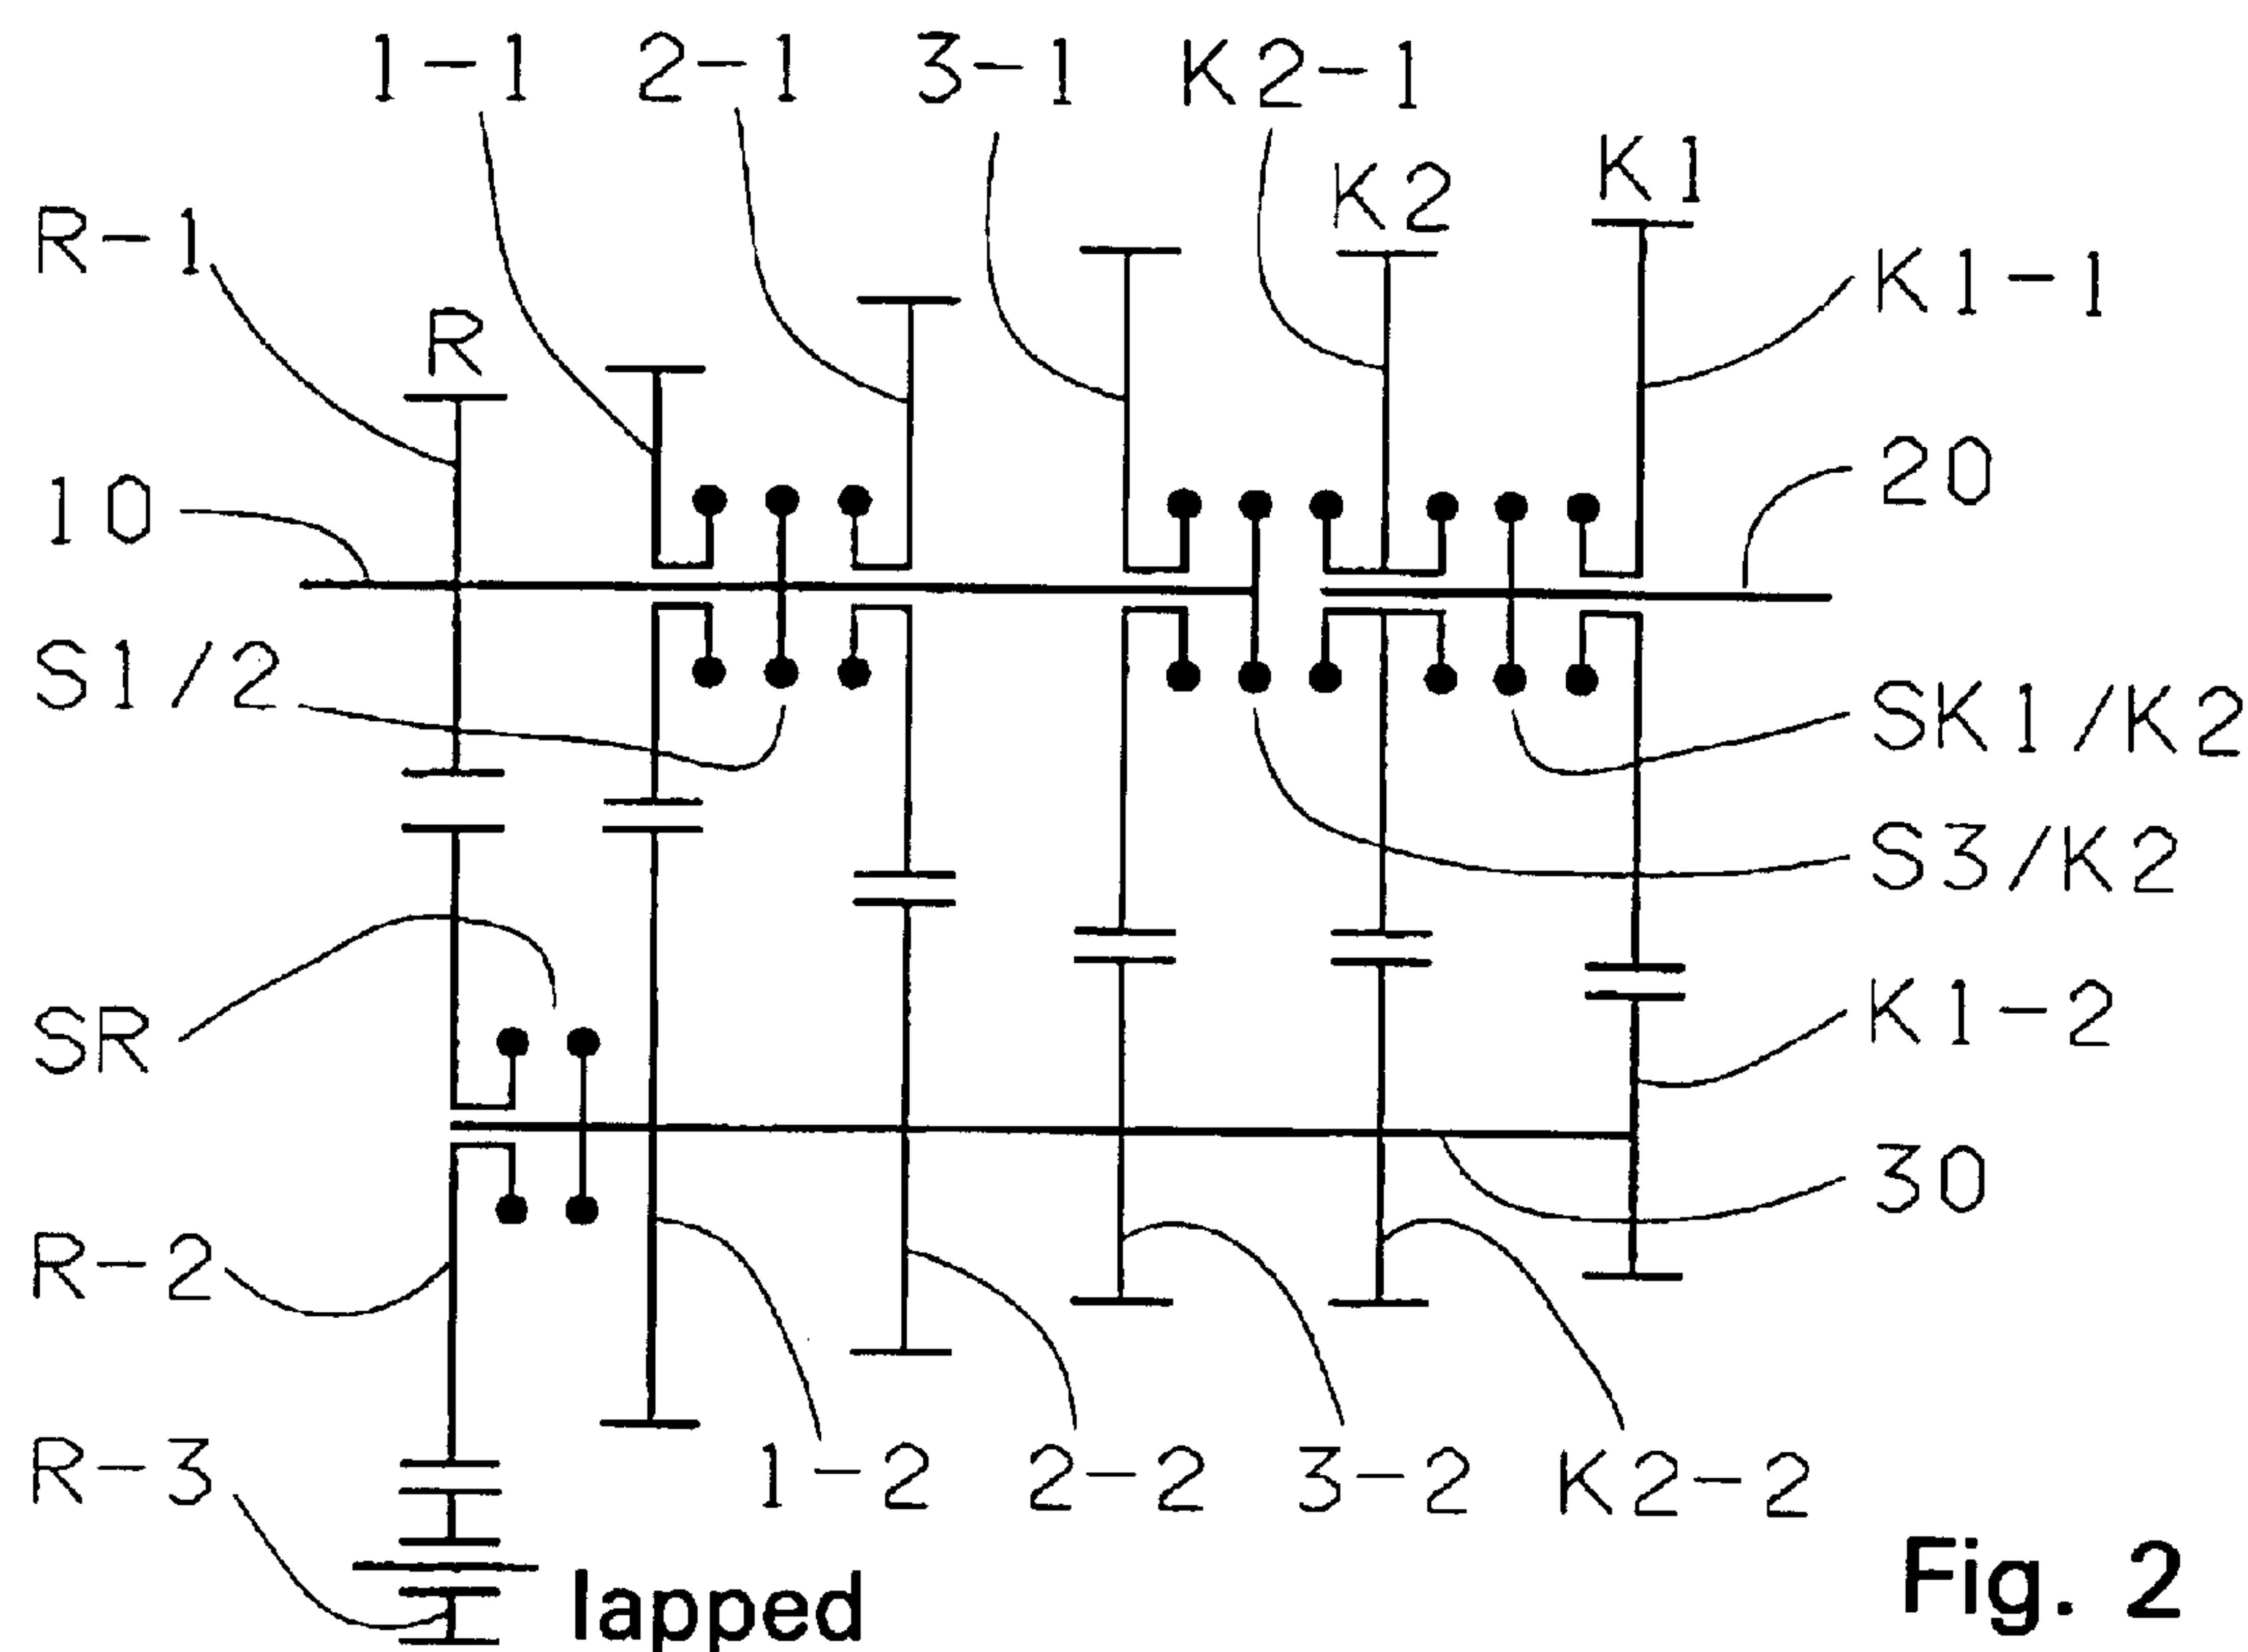 1-1 2-1 3-1 K2-1
K1
K2
R-1
K1-1
R
10
20
S1/2
SK1/K2
S3/K2
SR
K1-2
30
R-2
R-3
1-2 2-2 3-2 K2-2
lapped
Fig. 2